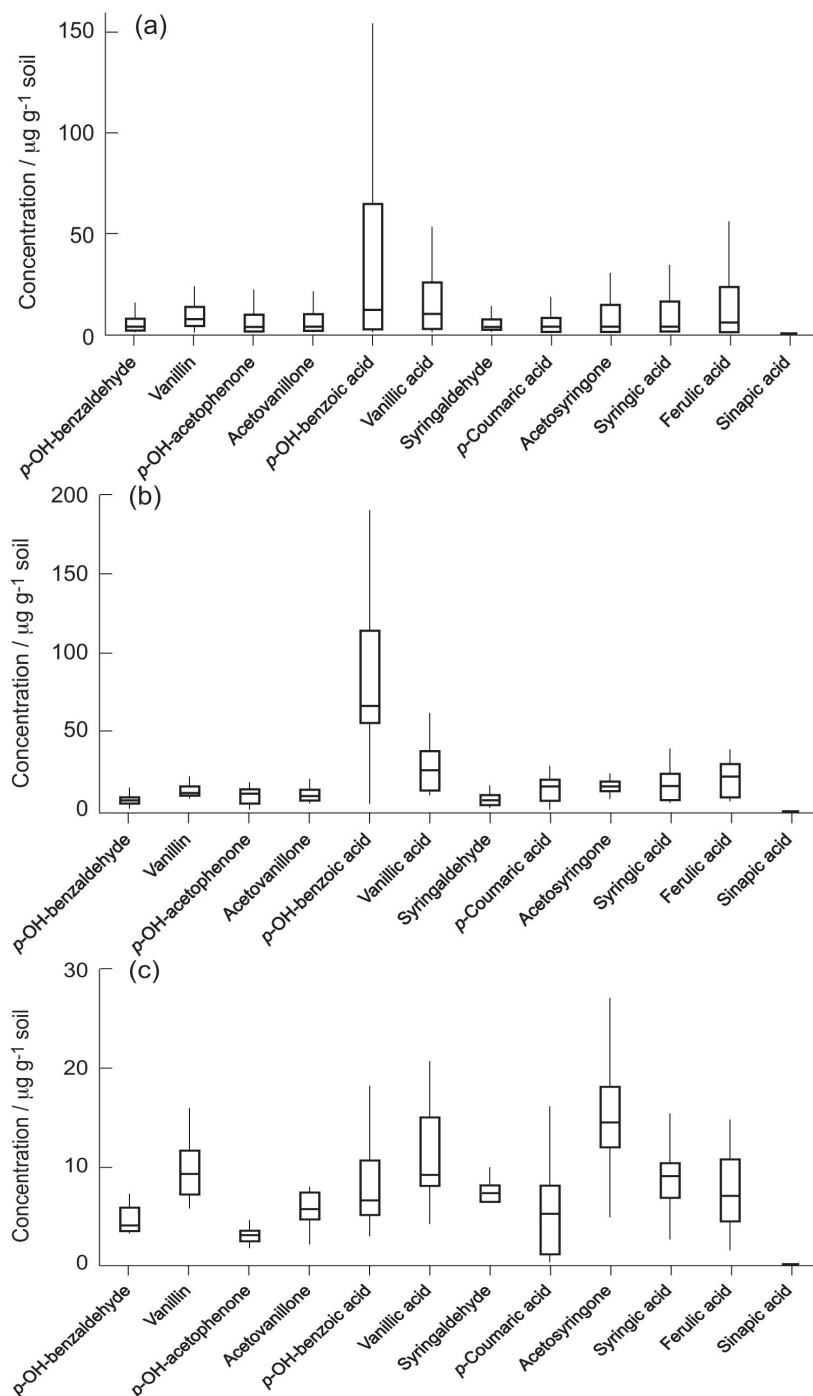 (a)
Concentration / µg g-1 soil
150
100
50
0
p-OH-benzaldehyde
Vanillin
p-OH-acetophenone
Acetovanillone
p-OH-benzoic acid
Vanillic acid
Syringaldehyde
p-Coumaric acid
Acetosyringone
Syringic acid
Ferulic acid
Sinapic acid
(b)
Concentration / µg g-1 soil
200
150
100
50
0
p-OH-benzaldehyde
Vanillin
p-OH-acetophenone
Acetovanillone
p-OH-benzoic acid
Vanillic acid
Syringaldehyde
p-Coumaric acid
Acetosyringone
Syringic acid
Ferulic acid
Sinapic acid
(c)
Concentration / µg g-1 soil
30
20
10
0
p-OH-benzaldehyde
Vanillin
p-OH-acetophenone
Acetovanillone
p-OH-benzoic acid
Vanillic acid
Syringaldehyde
p-Coumaric acid
Acetosyringone
Syringic acid
Ferulic acid
Sinapic acid